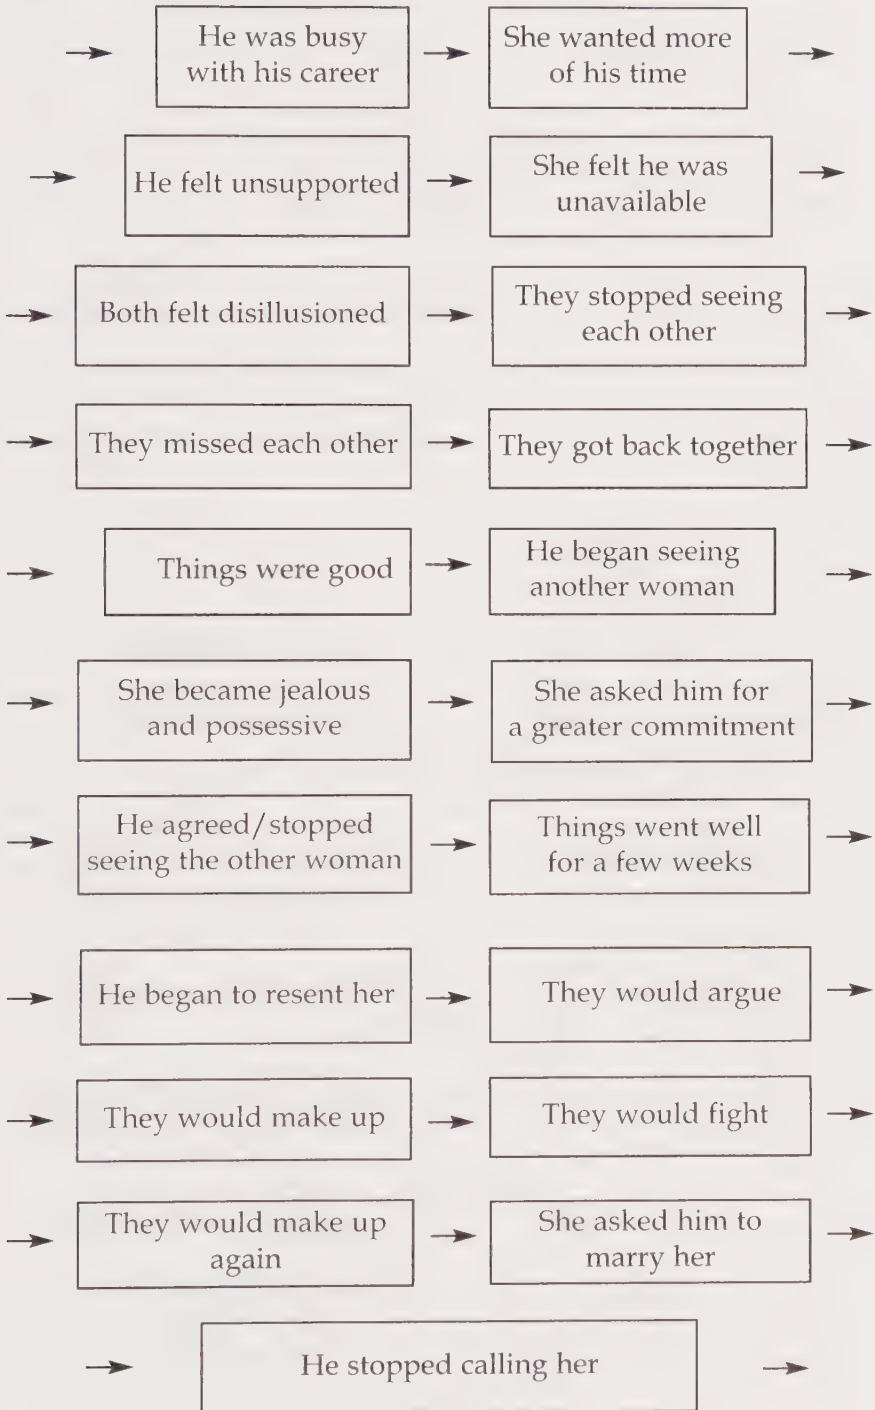 He was busy
with his career
She wanted more
of his time
He felt unsupported
She felt he was
unavailable
Both felt disillusioned
They stopped seeing
each other
They missed each other
They got back together
Things were good
He began seeing
another woman
She became jealous
and possessive
She asked him for
a greater commitment
He agreed/stopped
seeing the other woman
Things went well
for a few weeks
He began to resent her
They would argue
They would make up
They would fight
They would make up
again
She asked him to
marry her
He stopped calling her